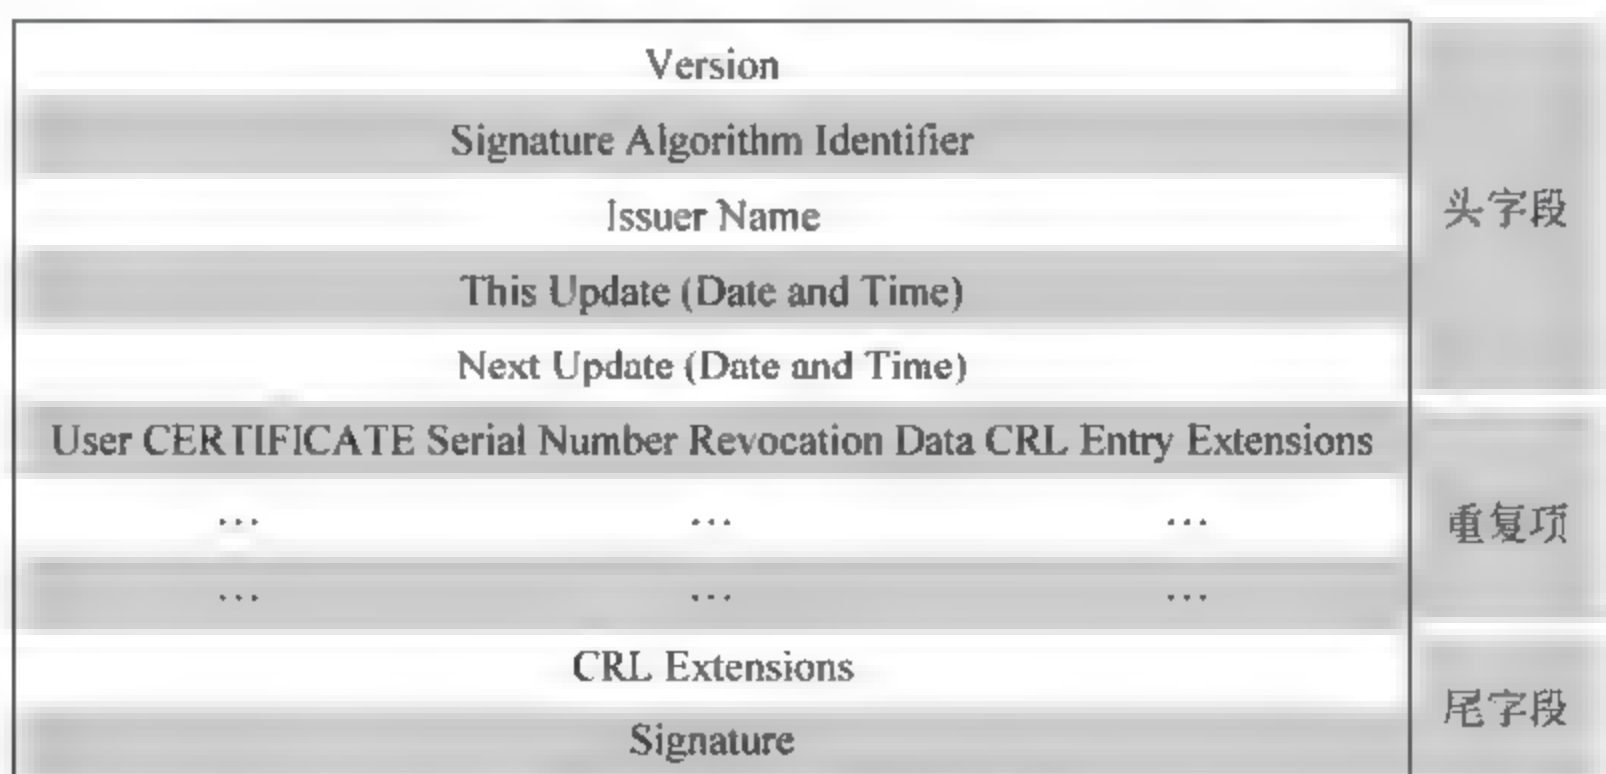 Version
Signature Algorithm Identifier
Issuer Name
This Update (Date and Time)
Next Update (Date and Time)
头字段
User CERTIFICATE Serial Number Revocation Data CRL Entry Extensions
… … …
… … …
重复项
CRL Extensions
Signature
尾字段